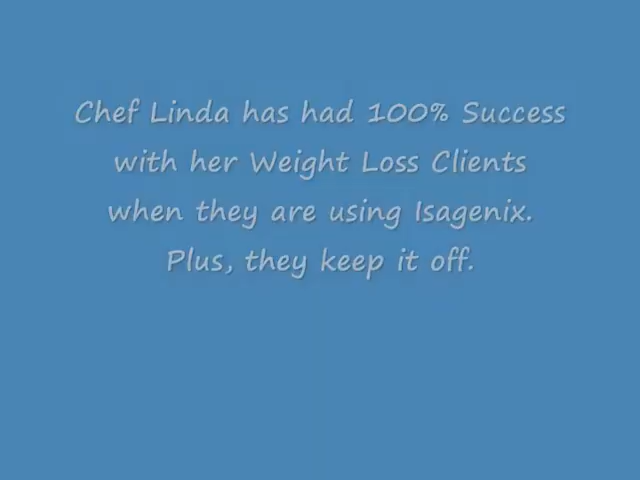 Chef Linda has had 100% Success
with her Weight Loss Clients
when they are using Isagenix.
Plus, they keep it off.